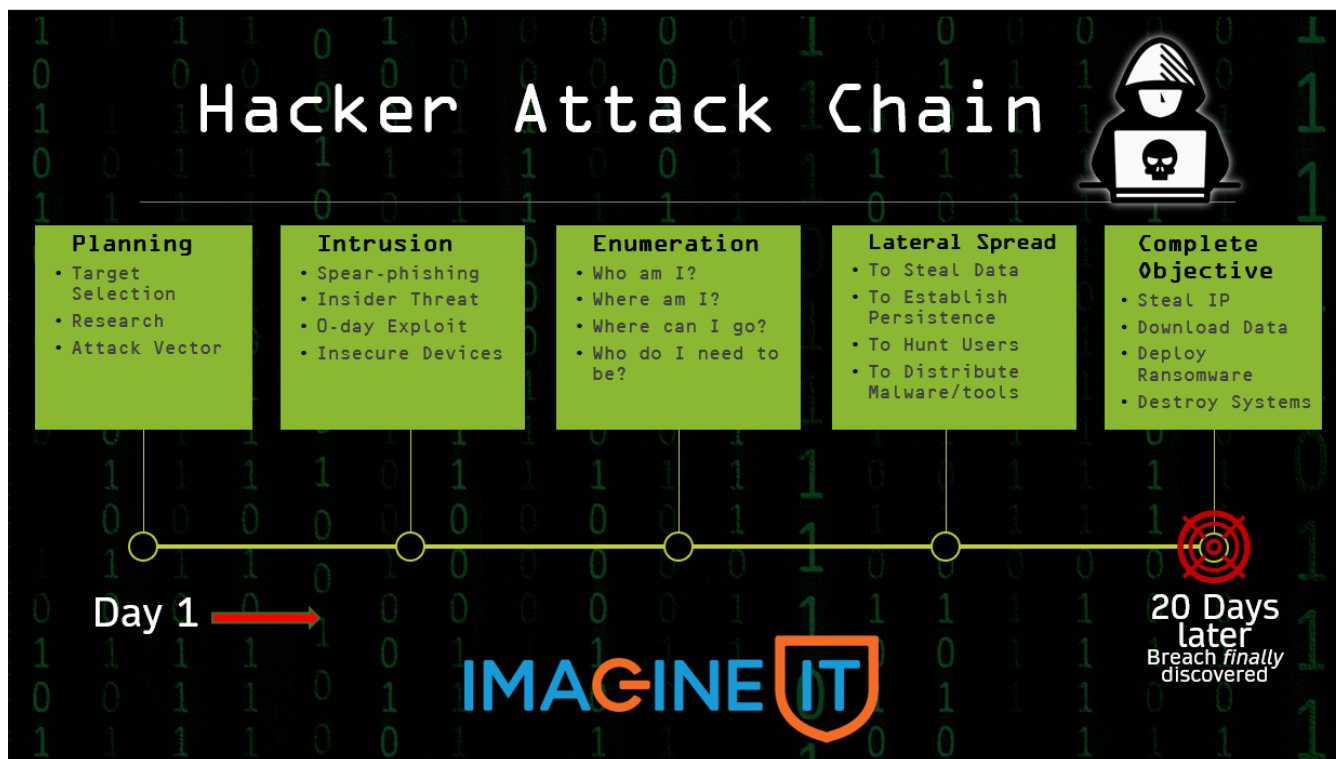 Hacker Attack Chain
Planning
• Target
Selection
• Research
• Attack Vector
Intrusion
• Spear-phishing
• Insider Threat
• 0-day Exploit
• Insecure Devices
Enumeration
• Who am I?
• Where am I?
• Where can I go?
• Who do I need to
be?
Lateral Spread
• To Steal Data
• To Establish
Persistence
• To Hunt Users
• To Distribute
Malware/tools
Complete
Objective
• Steal IP
• Download Data
• Deploy
Ransomware
• Destroy Systems
Day 1
20 Days
later
Breach finally
discovered
IMAGINE IT